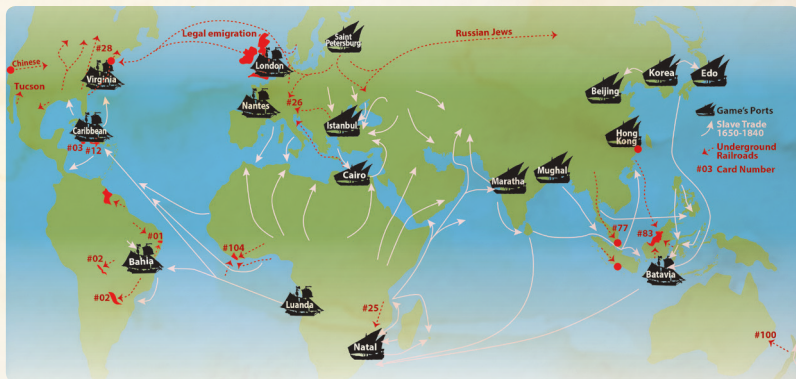 Legal emigration
Saint
Petersburg
Russian Jews
Chinese
#28
London
Virginia
Tucson
Nantes
#26
Beijing
Korea
Edo
Istanbul
Game's Ports
Slave Trade
1650-1840
Underground
Railroads
#03 Card Number
Caribbean
#03
#12
Hong
Kong
Cairo
Maratha
Mughal
#01
#02
Bahia
#104
#77
#83
Batavia
#02
Luanda
#25
Natal
#100